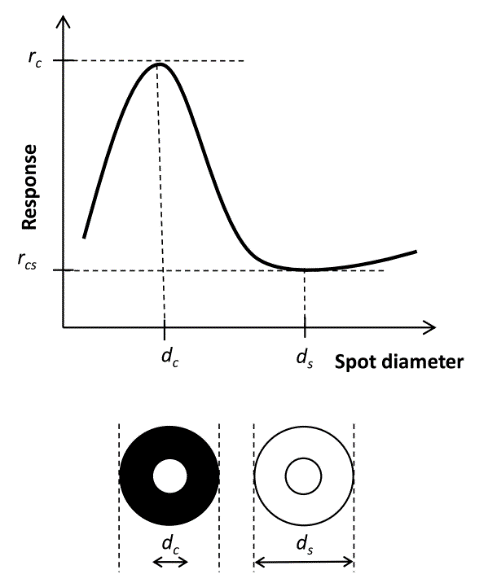 r_c
Response
r_cs
d_c
d_s
Spot diameter
d_c
d_s